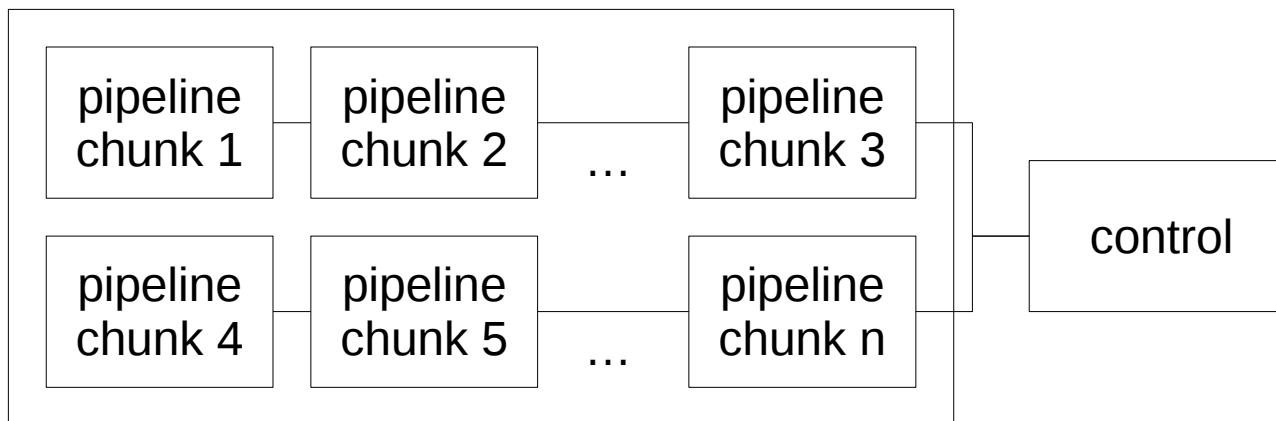 pipeline
chunk 1
pipeline
chunk 2
...
pipeline
chunk 3
control
pipeline
chunk 4
pipeline
chunk 5
...
pipeline
chunk n